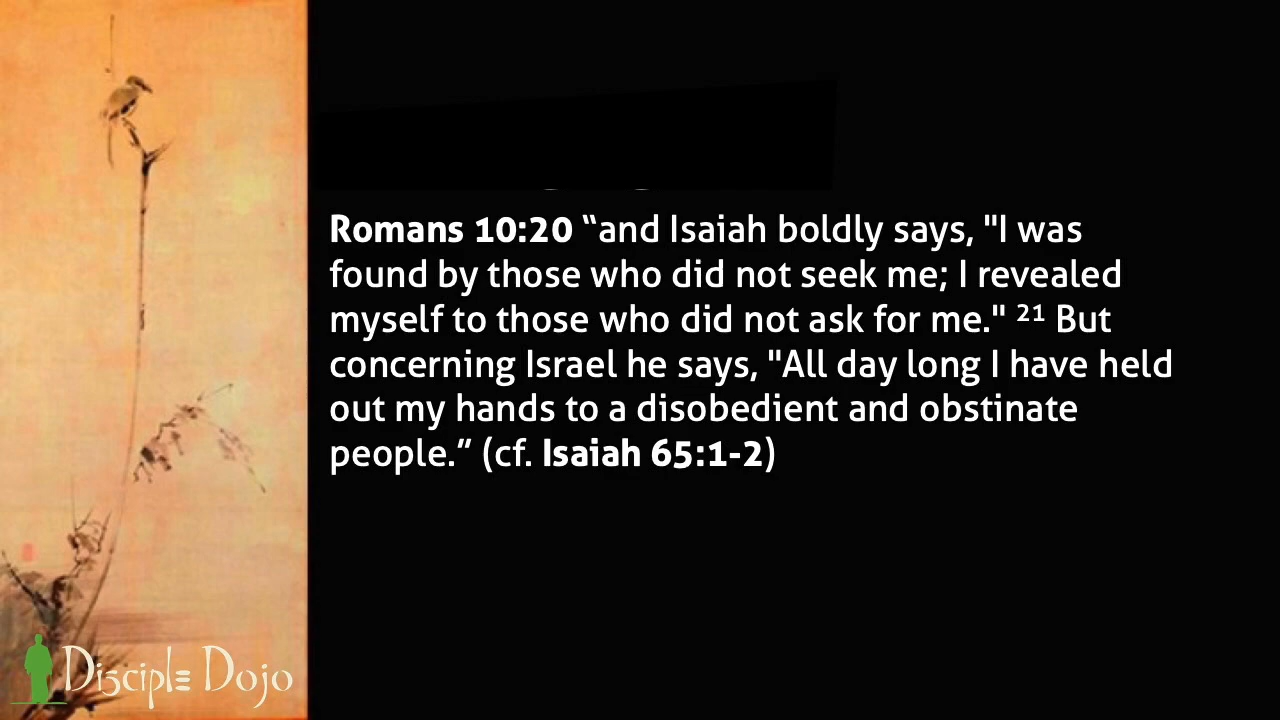 Romans 10:20 “and Isaiah boldly says, "I was
found by those who did not seek me; I revealed
myself to those who did not ask for me." ²¹ But
concerning Israel he says, "All day long I have held
out my hands to a disobedient and obstinate
people.” (cf. Isaiah 65:1-2)
Disciple Dojo